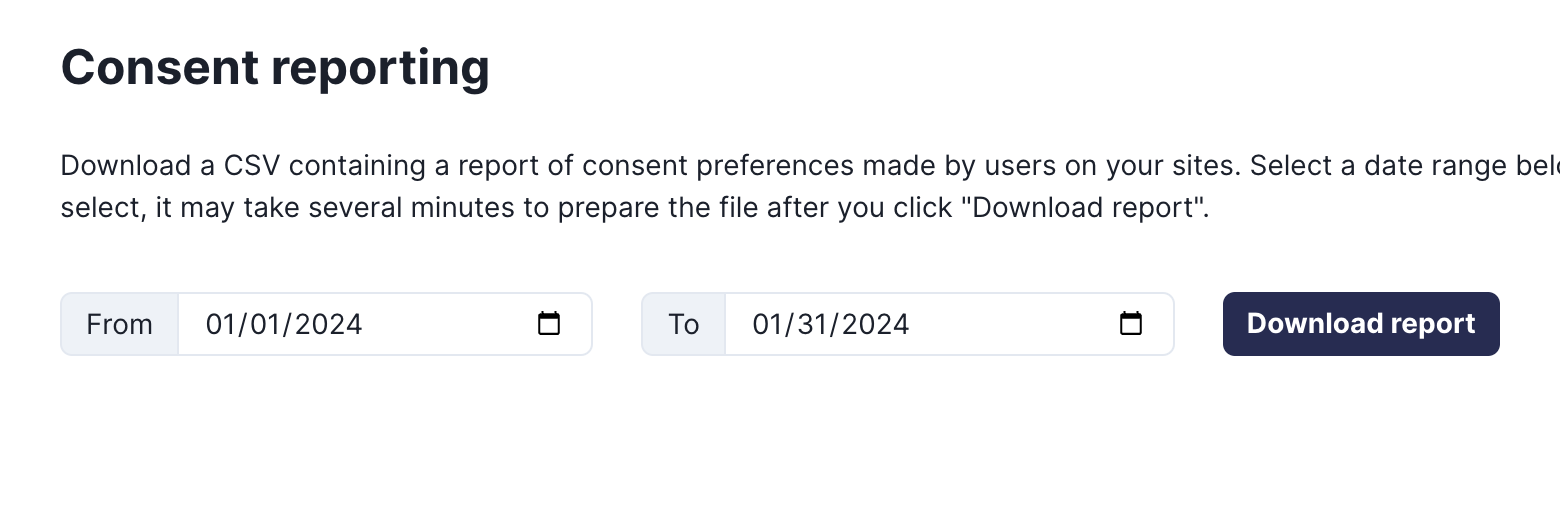 Consent reporting
Download a CSV containing a report of consent preferences made by users on your sites. Select a date range
select, it may take several minutes to prepare the file after you click "Download report".
From 01/01/2024 To 01/31/2024 Download report